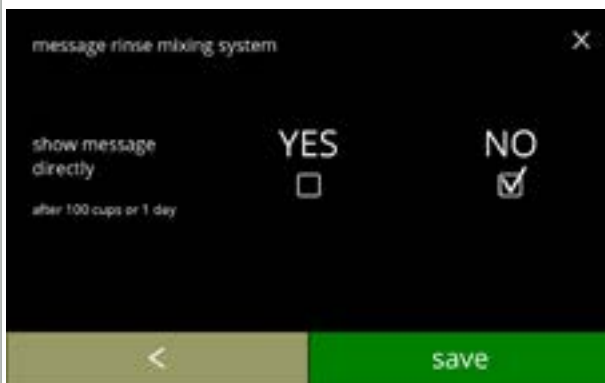 message rinse mixing system
show message
directly
YES
NO
after 100 cups or 1 day
<
save